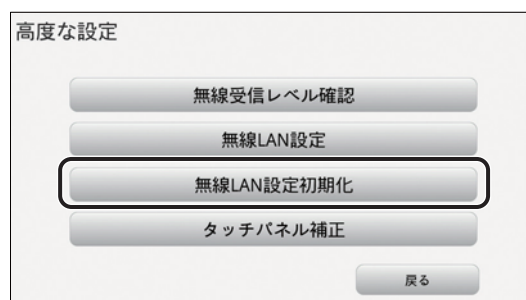 高度な設定
無線受信レベル確認
無線LAN設定
無線LAN設定初期化
タッチパネル補正
戻る